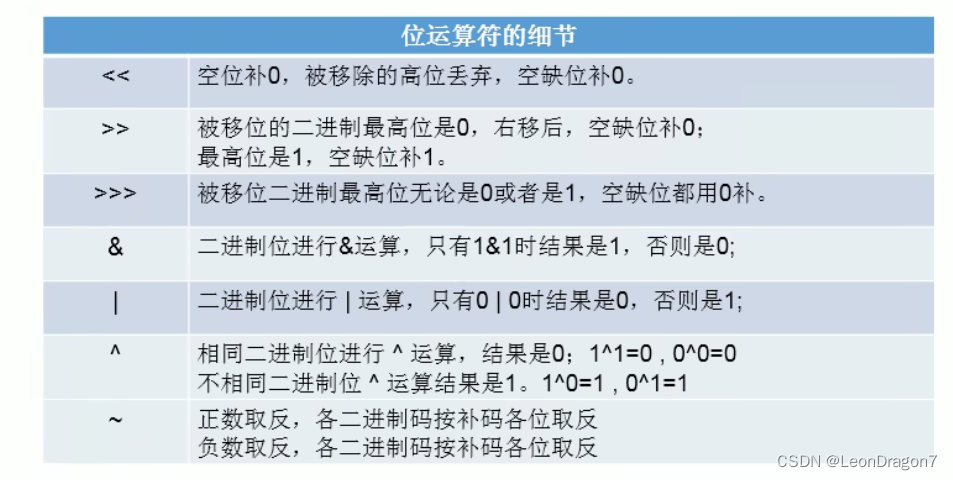 位运算符的细节
<< 空位补0，被移除的高位丢弃，空缺位补0。
>> 被移位的二进制最高位是0，右移后，空缺位补0；
最高位是1，空缺位补1。
>>> 被移位二进制最高位无论是0或者是1，空缺位都用0补。
& 二进制位进行&运算，只有1&1时结果是1，否则是0;
| 二进制位进行 | 运算，只有0 | 0时结果是0，否则是1;
^ 相同二进制位进行 ^ 运算，结果是0；1^1=0 , 0^0=0
不相同二进制位 ^ 运算结果是1。1^0=1 , 0^1=1
~ 正数取反，各二进制码按补码各位取反
负数取反，各二进制码按补码各位取反
CSDN @LeonDragon7